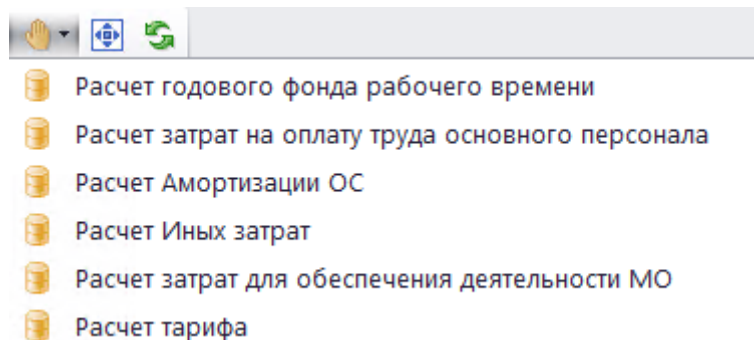 Расчет годового фонда рабочего времени
Расчет затрат на оплату труда основного персонала
Расчет Амортизации ОС
Расчет Иных затрат
Расчет затрат для обеспечения деятельности МО
Расчет тарифа